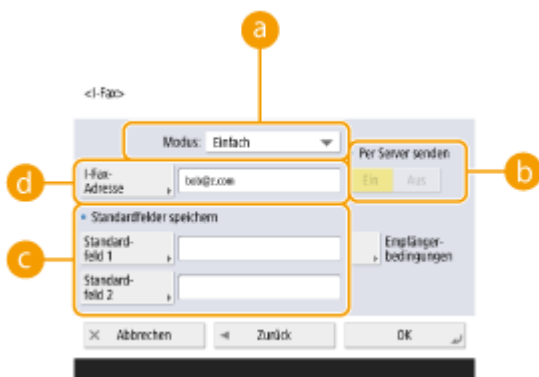 a
<I-Fax>
Modus: Einfach
Per Server senden
b
Ein Aus
d
I-Fax-
Adresse
bob@z.com
c
Standardfelder speichern
Standard-
feld 1
Empfänger-
bedingungen
Standard-
feld 2
Abbrechen
Zurück
OK